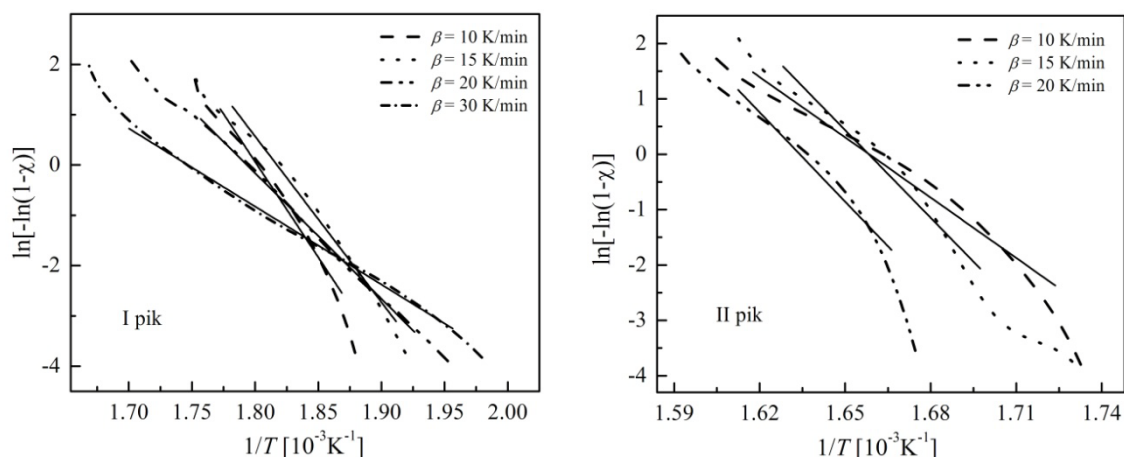 β = 10 K/min
β = 15 K/min
β = 20 K/min
β = 30 K/min
ln[-ln(1-χ)]
2
0
-2
-4
I pik
1.70 1.75 1.80 1.85 1.90 1.95 2.00
1/T [10⁻³K⁻¹]
β = 10 K/min
β = 15 K/min
β = 20 K/min
ln[-ln(1-χ)]
2
1
0
-1
-2
-3
-4
II pik
1.59 1.62 1.65 1.68 1.71 1.74
1/T [10⁻³K⁻¹]